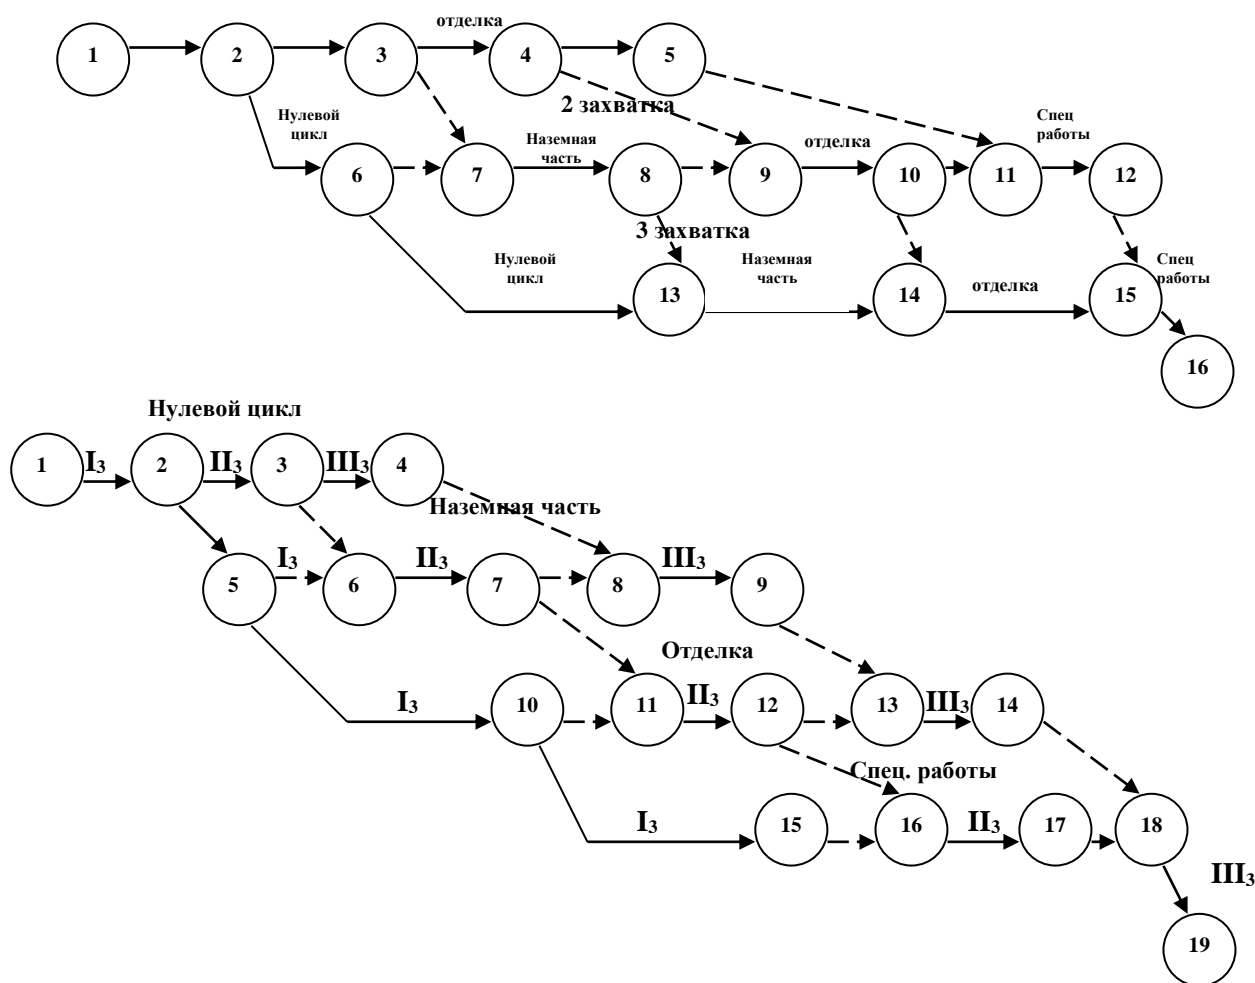 отделка
1 2 3 4 5
2 захватка
Нулевой
цикл
Наземная
часть
отделка
Спец
работы
6 7 8 9 10 11 12
3 захватка
Нулевой
цикл
Наземная
часть
отделка
Спец
работы
13 14 15
16
Нулевой цикл
1 I₃ 2 II₃ 3 III₃ 4
Наземная часть
5 I₃ 6 II₃ 7 8 III₃ 9
Отделка
I₃ 10 11 II₃ 12 13 III₃ 14
Спец. работы
I₃ 15 16 II₃ 17 18
III₃
19